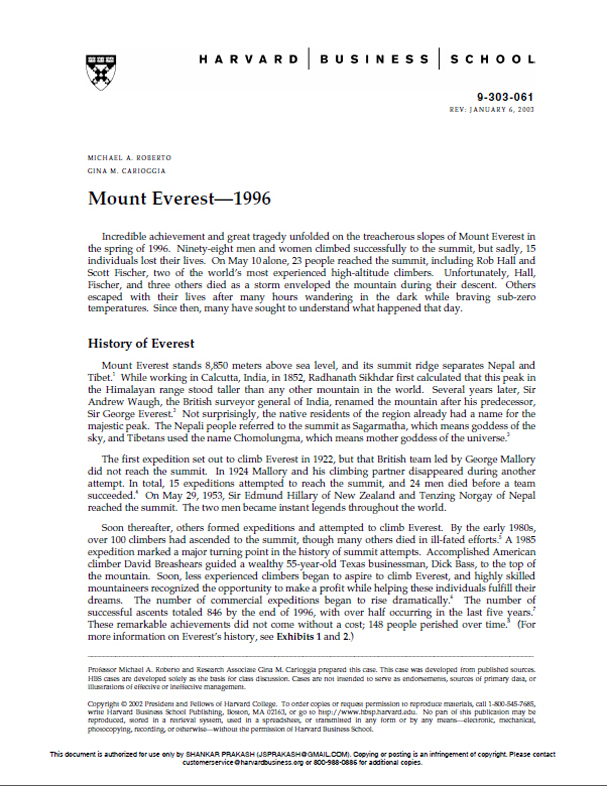 HARVARD | BUSINESS | SCHOOL
9-303-061
REV: JANUARY 6, 2003
MICHAEL A. ROBERTO
GINA M. CARIOGGIA
Mount Everest—1996
Incredible achievement and great tragedy unfolded on the treacherous slopes of Mount Everest in
the spring of 1996. Ninety-eight men and women climbed successfully to the summit, but sadly, 15
individuals lost their lives. On May 10 alone, 23 people reached the summit, including Rob Hall and
Scott Fischer, two of the world's most experienced high-altitude climbers. Unfortunately, Hall,
Fischer, and three others died as a storm enveloped the mountain during their descent. Others
escaped with their lives after many hours wandering in the dark while braving sub-zero
temperatures. Since then, many have sought to understand what happened that day.
History of Everest
Mount Everest stands 8,850 meters above sea level, and its summit ridge separates Nepal and
Tibet.1 While working in Calcutta, India, in 1852, Radhanath Sikhdar first calculated that this peak in
the Himalayan range stood taller than any other mountain in the world. Several years later, Sir
Andrew Waugh, the British surveyor general of India, renamed the mountain after his predecessor,
Sir George Everest.2 Not surprisingly, the native residents of the region already had a name for the
majestic peak. The Nepali people referred to the summit as Sagarmatha, which means goddess of the
sky, and Tibetans used the name Chomolungma, which means mother goddess of the universe.3
The first expedition set out to climb Everest in 1922, but that British team led by George Mallory
did not reach the summit. In 1924 Mallory and his climbing partner disappeared during another
attempt. In total, 15 expeditions attempted to reach the summit, and 24 men died before a team
succeeded.4 On May 29, 1953, Sir Edmund Hillary of New Zealand and Tenzing Norgay of Nepal
reached the summit. The two men became instant legends throughout the world.
Soon thereafter, others formed expeditions and attempted to climb Everest. By the early 1980s,
over 100 climbers had ascended to the summit, though many others died in ill-fated efforts.5 A 1985
expedition marked a major turning point in the history of summit attempts. Accomplished American
climber David Breashears guided a wealthy 55-year-old Texas businessman, Dick Bass, to the top of
the mountain. Soon, less experienced climbers began to aspire to climb Everest, and highly skilled
mountaineers recognized the opportunity to make a profit while helping these individuals fulfill their
dreams. The number of commercial expeditions began to rise dramatically.6 The number of
successful ascents totaled 846 by the end of 1996, with over half occurring in the last five years.7
These remarkable achievements did not come without a cost; 148 people perished over time.8 (For
more information on Everest's history, see Exhibits 1 and 2.)
Professor Michael A. Roberto and Research Associate Gina M. Carioggia prepared this case. This case was developed from published sources.
HBS cases are developed solely as the basis for class discussion. Cases are not intended to serve as endorsements, sources of primary data, or
illustrations of effective or ineffective management.
Copyright © 2002 President and Fellows of Harvard College. To order copies or request permission to reproduce materials, call 1-800-545-7685,
write Harvard Business School Publishing, Boston, MA 02163, or go to http://www.hbsp.harvard.edu. No part of this publication may be
reproduced, stored in a retrieval system, used in a spreadsheet, or transmitted in any form or by any means—electronic, mechanical,
photocopying, recording, or otherwise—without the permission of Harvard Business School.
This document is authorized for use only by SHANKAR PRAKASH (JSPRAKASH@GMAIL.COM). Copying or posting is an infringement of copyright. Please contact
customerservice@harvardbusiness.org or 800-988-0886 for additional copies.